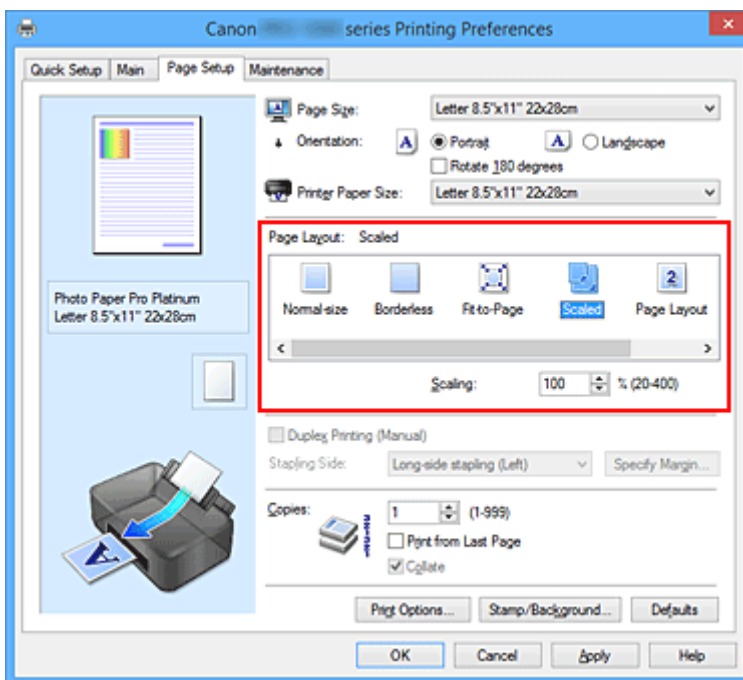 Canon series Printing Preferences
Quick Setup Main Page Setup Maintenance
Page Size: Letter 8.5"x11" 22x28cm
Orientation: A Portrait A Landscape
Rotate 180 degrees
Printer Paper Size: Letter 8.5"x11" 22x28cm
Page Layout: Scaled
Normal-size Borderless Fit-to-Page Scaled Page Layout
Scaling: 100 % (20-400)
Photo Paper Pro Platinum
Letter 8.5"x11" 22x28cm
Duplex Printing (Manual)
Stapling Side: Long-side stapling (Left) Specify Margin...
Copies: 1 (1-999)
Print from Last Page
Collate
Print Options... Stamp/Background... Defaults
OK Cancel Apply Help